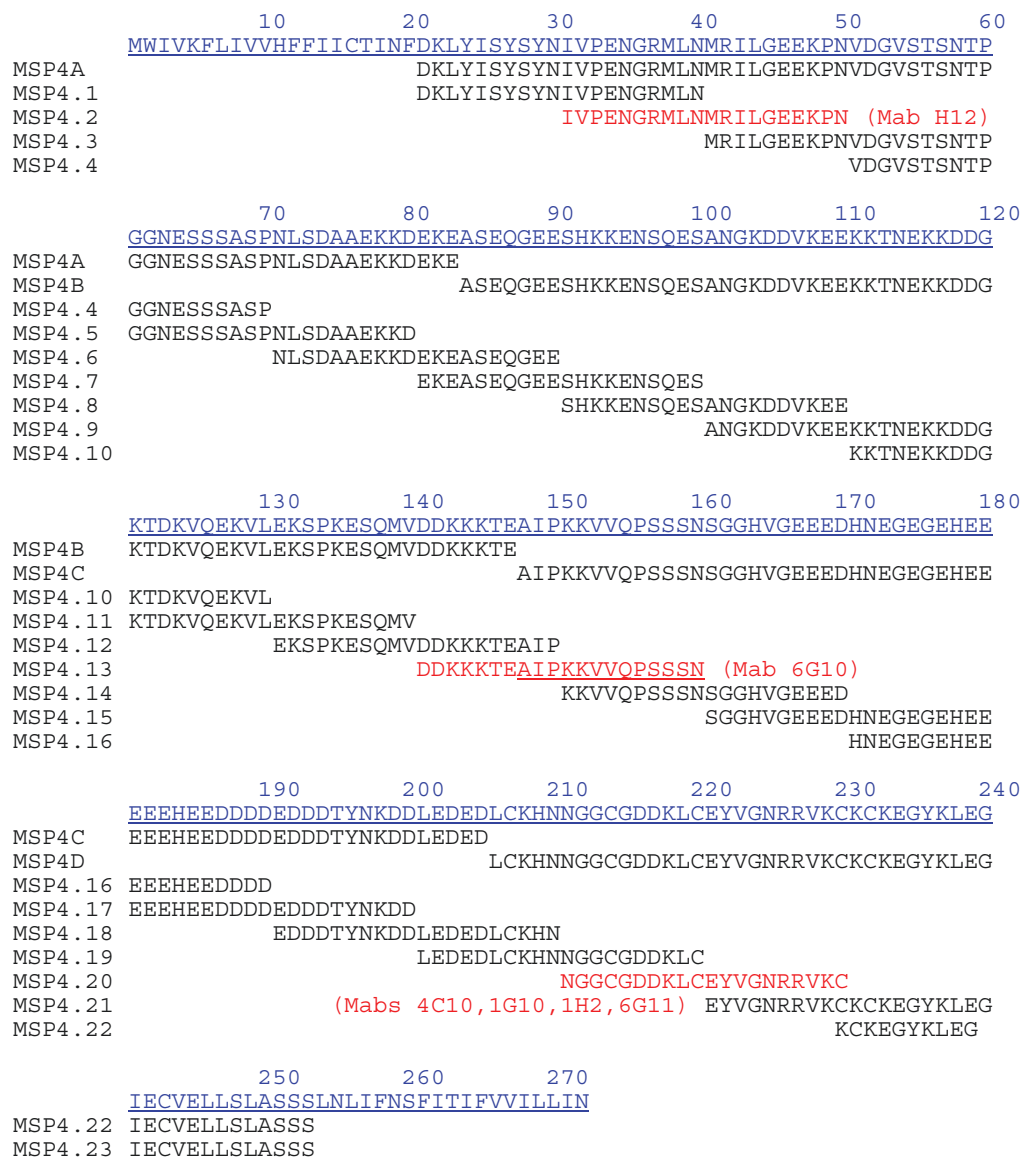 10 20 30 40 50 60
MWIVKFLIVVHFFIICTINFDKLYISYSYNIVPENGRMLNMRILGEEKPNVDGVSTSNTP
MSP4A DKLYISYSYNIVPENGRMLNMRILGEEKPNVDGVSTSNTP
MSP4.1 DKLYISYSYNIVPENGRMLN
MSP4.2 IVPENGRMLNMRILGEEKPN (Mab H12)
MSP4.3 MRILGEEKPNVDGVSTSNTP
MSP4.4 VDGVSTSNTP
70 80 90 100 110 120
GGNESSSASPNLSDAAEKKDEKEASEQGEESHKKENSQESANGKDDVKEEKKTNEKKDDG
MSP4A GGNESSSASPNLSDAAEKKDEKE
MSP4B ASEQGEESHKKENSQESANGKDDVKEEKKTNEKKDDG
MSP4.4 GGNESSSASP
MSP4.5 GGNESSSASPNLSDAAEKKD
MSP4.6 NLSDAAEKKDEKEASEQGEE
MSP4.7 EKEASEQGEESHKKENSQES
MSP4.8 SHKKENSQESANGKDDVKEE
MSP4.9 ANGKDDVKEEKKTNEKKDDG
MSP4.10 KKTNEKKDDG
130 140 150 160 170 180
KTDKVQEKVLEKSPKESQMVDDKKKTEAIPKKVVQPSSSNSGGHVGEEEDHNEGEGEHEE
MSP4B KTDKVQEKVLEKSPKESQMVDDKKKTE
MSP4C AIPKKVVQPSSSNSGGHVGEEEDHNEGEGEHEE
MSP4.10 KTDKVQEKVL
MSP4.11 KTDKVQEKVLEKSPKESQMV
MSP4.12 EKSPKESQMVDDKKKTEAIP
MSP4.13 DDKKKTEAIPKKVVQPSSSN (Mab 6G10)
MSP4.14 KKVVQPSSSNSGGHVGEEED
MSP4.15 SGGHVGEEEDHNEGEGEHEE
MSP4.16 HNEGEGEHEE
190 200 210 220 230 240
EEEHEEDDDDEDDDTYNKDDLEDEDLCKHNNGGCGDDKLCEYVGNRRVKCKCKEGYKLEG
MSP4C EEEHEEDDDDEDDDTYNKDDLEDED
MSP4D LCKHNNGGCGDDKLCEYVGNRRVKCKCKEGYKLEG
MSP4.16 EEEHEEDDDD
MSP4.17 EEEHEEDDDDEDDDTYNKDD
MSP4.18 EDDDTYNKDDLEDEDLCKHN
MSP4.19 LEDEDLCKHNNGGCGDDKLC
MSP4.20 NGGCGDDKLCEYVGNRRVKC
MSP4.21 (Mabs 4C10,1G10,1H2,6G11) EYVGNRRVKCKCKEGYKLEG
MSP4.22 KCKEGYKLEG
250 260 270
IECVELLSLASSSLNLIFNSFITIFVVILLIN
MSP4.22 IECVELLSLASSS
MSP4.23 IECVELLSLASSS